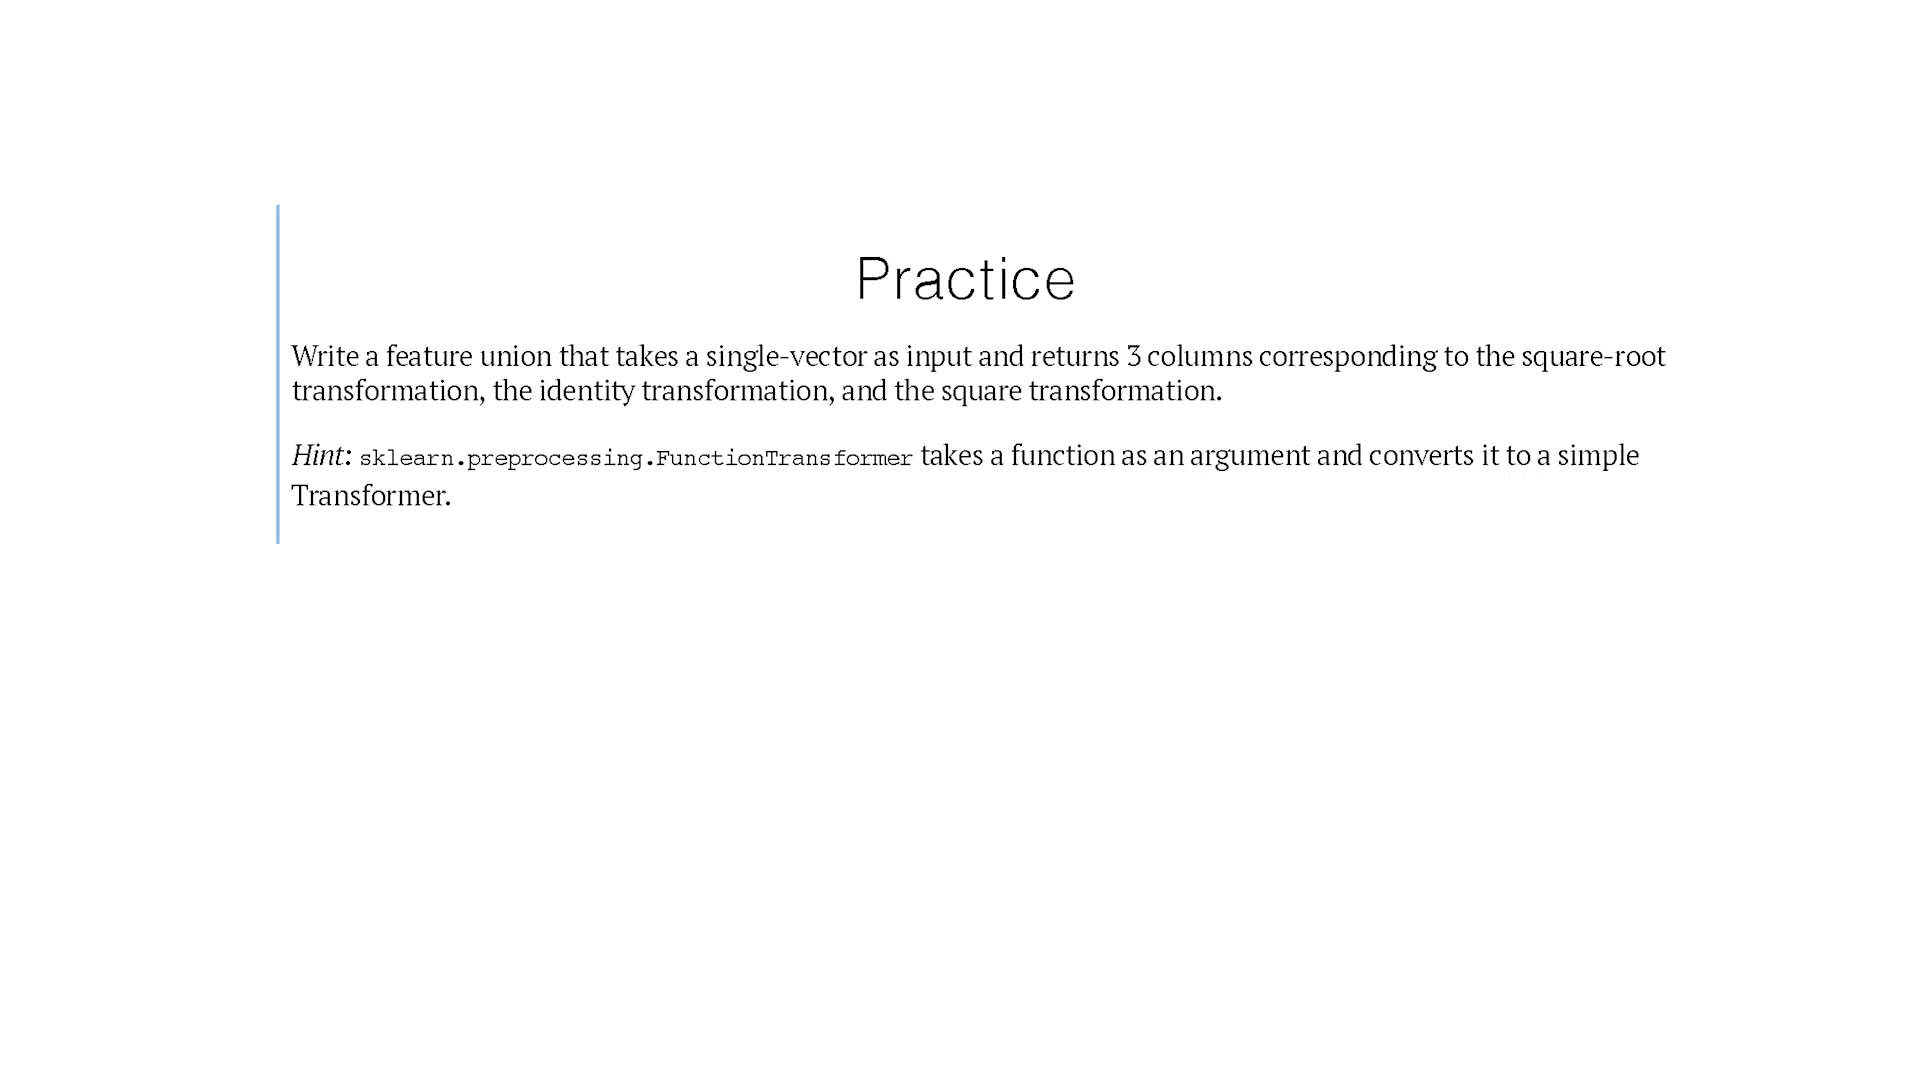 Practice
Write a feature union that takes a single-vector as input and returns 3 columns corresponding to the square-root
transformation, the identity transformation, and the square transformation.
Hint: sklearn.preprocessing.FunctionTransformer takes a function as an argument and converts it to a simple
Transformer.